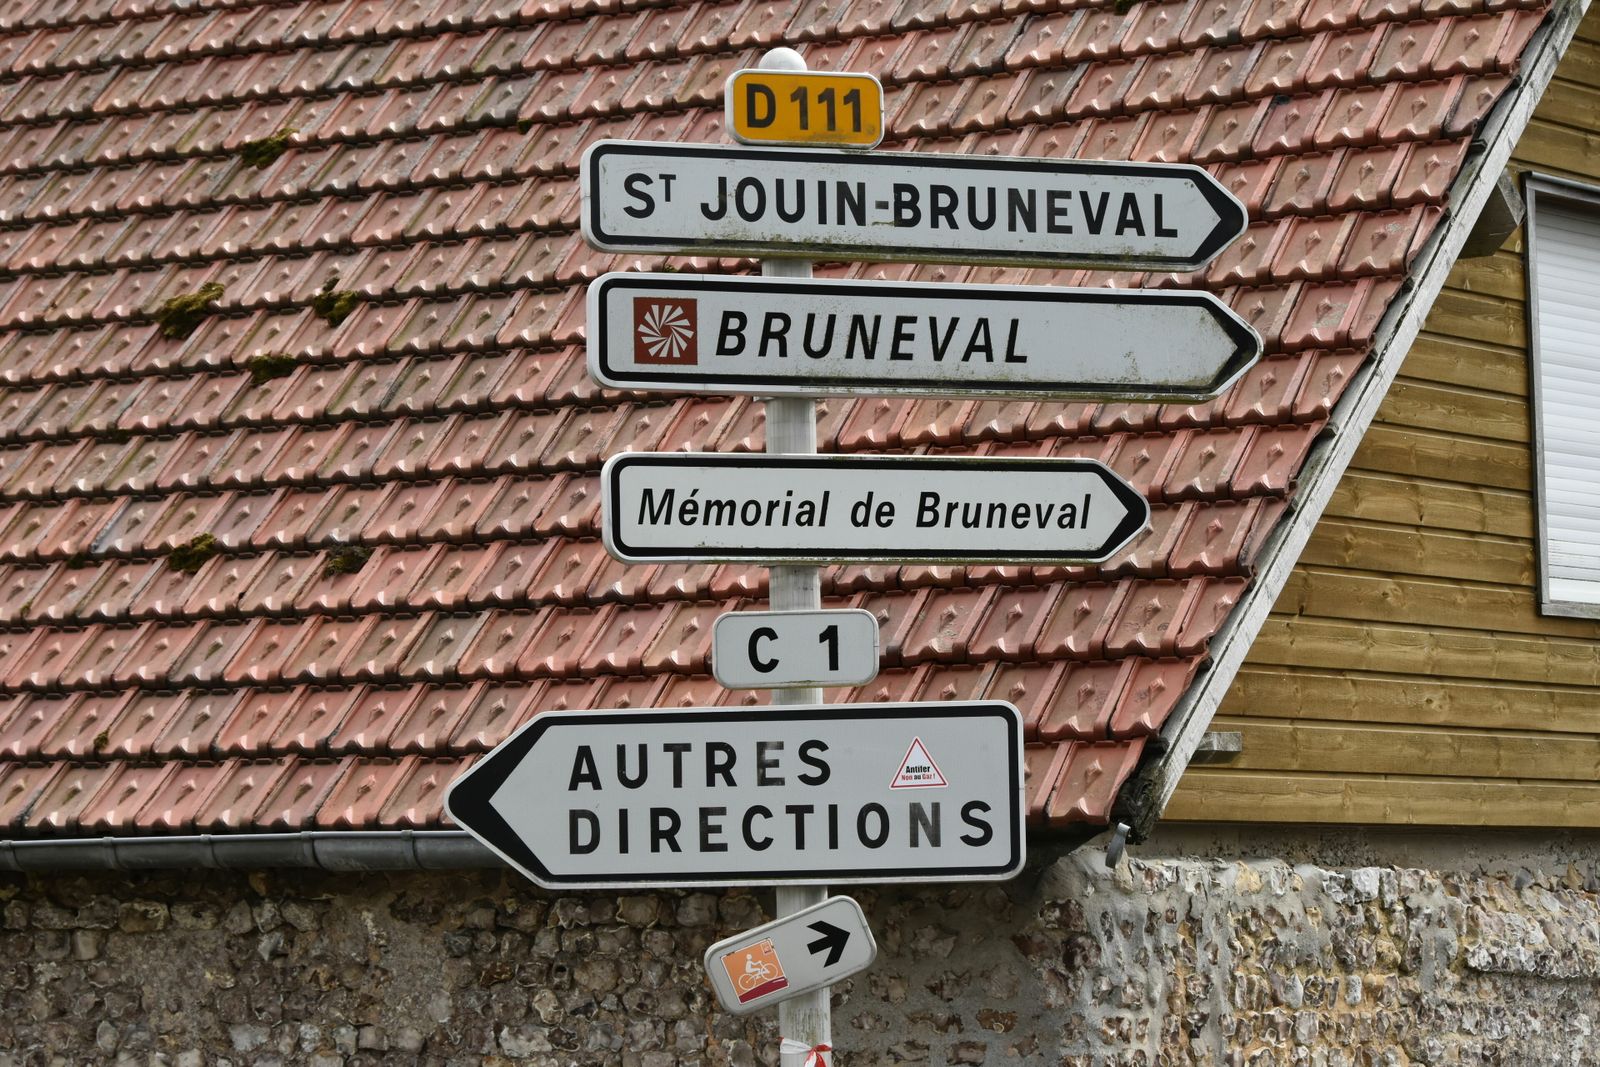 D 111
ST JOUIN-BRUNEVAL
BRUNEVAL
Mémorial de Bruneval
C 1
AUTRES
DIRECTIONS
Antifer
Non au Gaz !